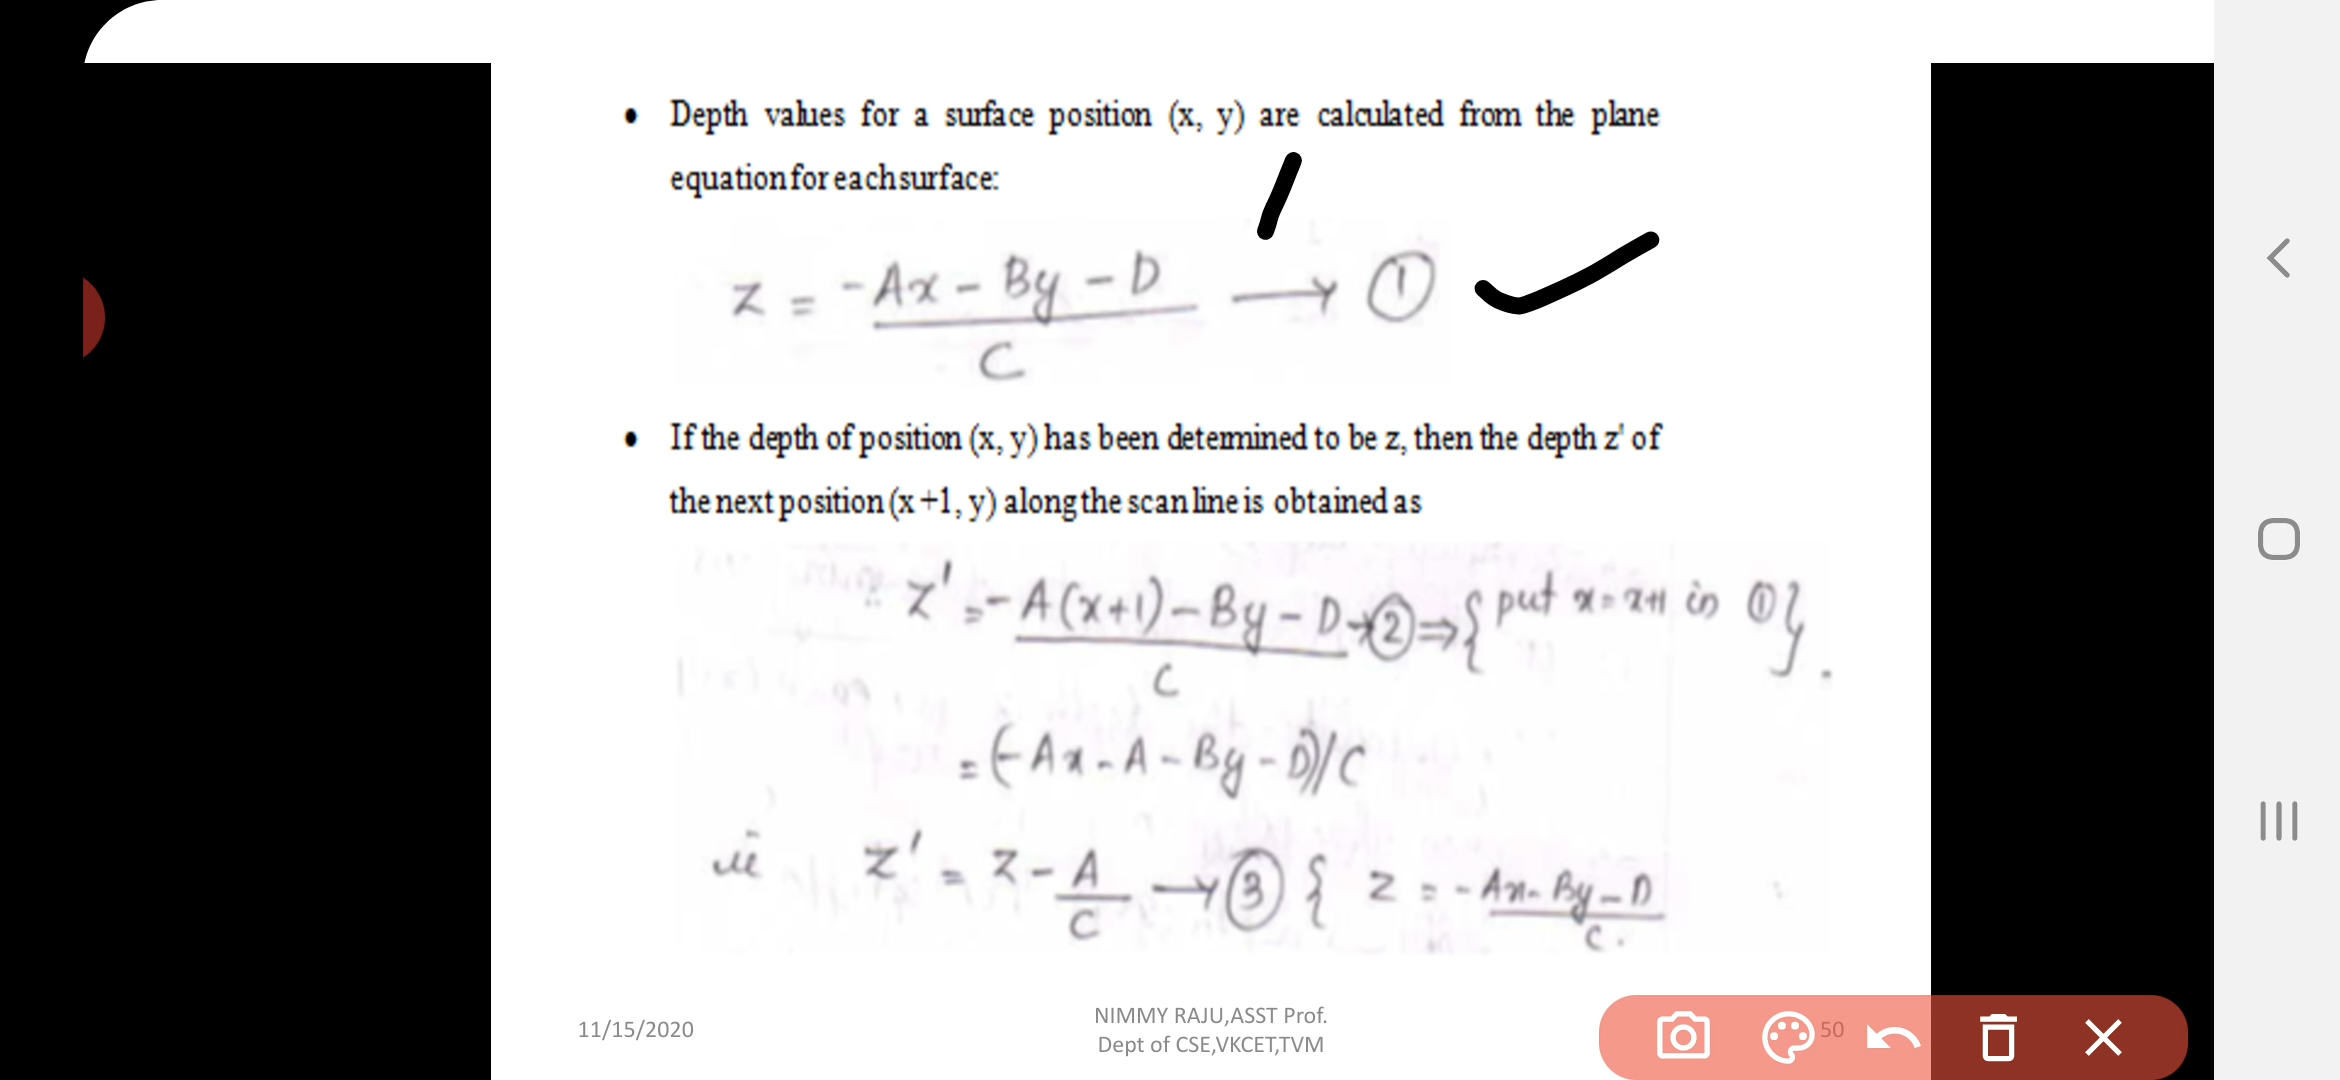 • Depth values for a surface position (x, y) are calculated from the plane
equation for each surface:
z = -Ax - By - D / C → ①
• If the depth of position (x, y) has been determined to be z, then the depth z' of
the next position (x +1, y) along the scan line is obtained as
z' = -A(x+1) - By - D / C → ② ⇒ { put x = x+1 in ① }.
= (-Ax - A - By - D)/C
ie z' = z - A / C → ③ { z = -Ax - By - D / C.
11/15/2020
NIMMY RAJU,ASST Prof.
Dept of CSE,VKCET,TVM
50